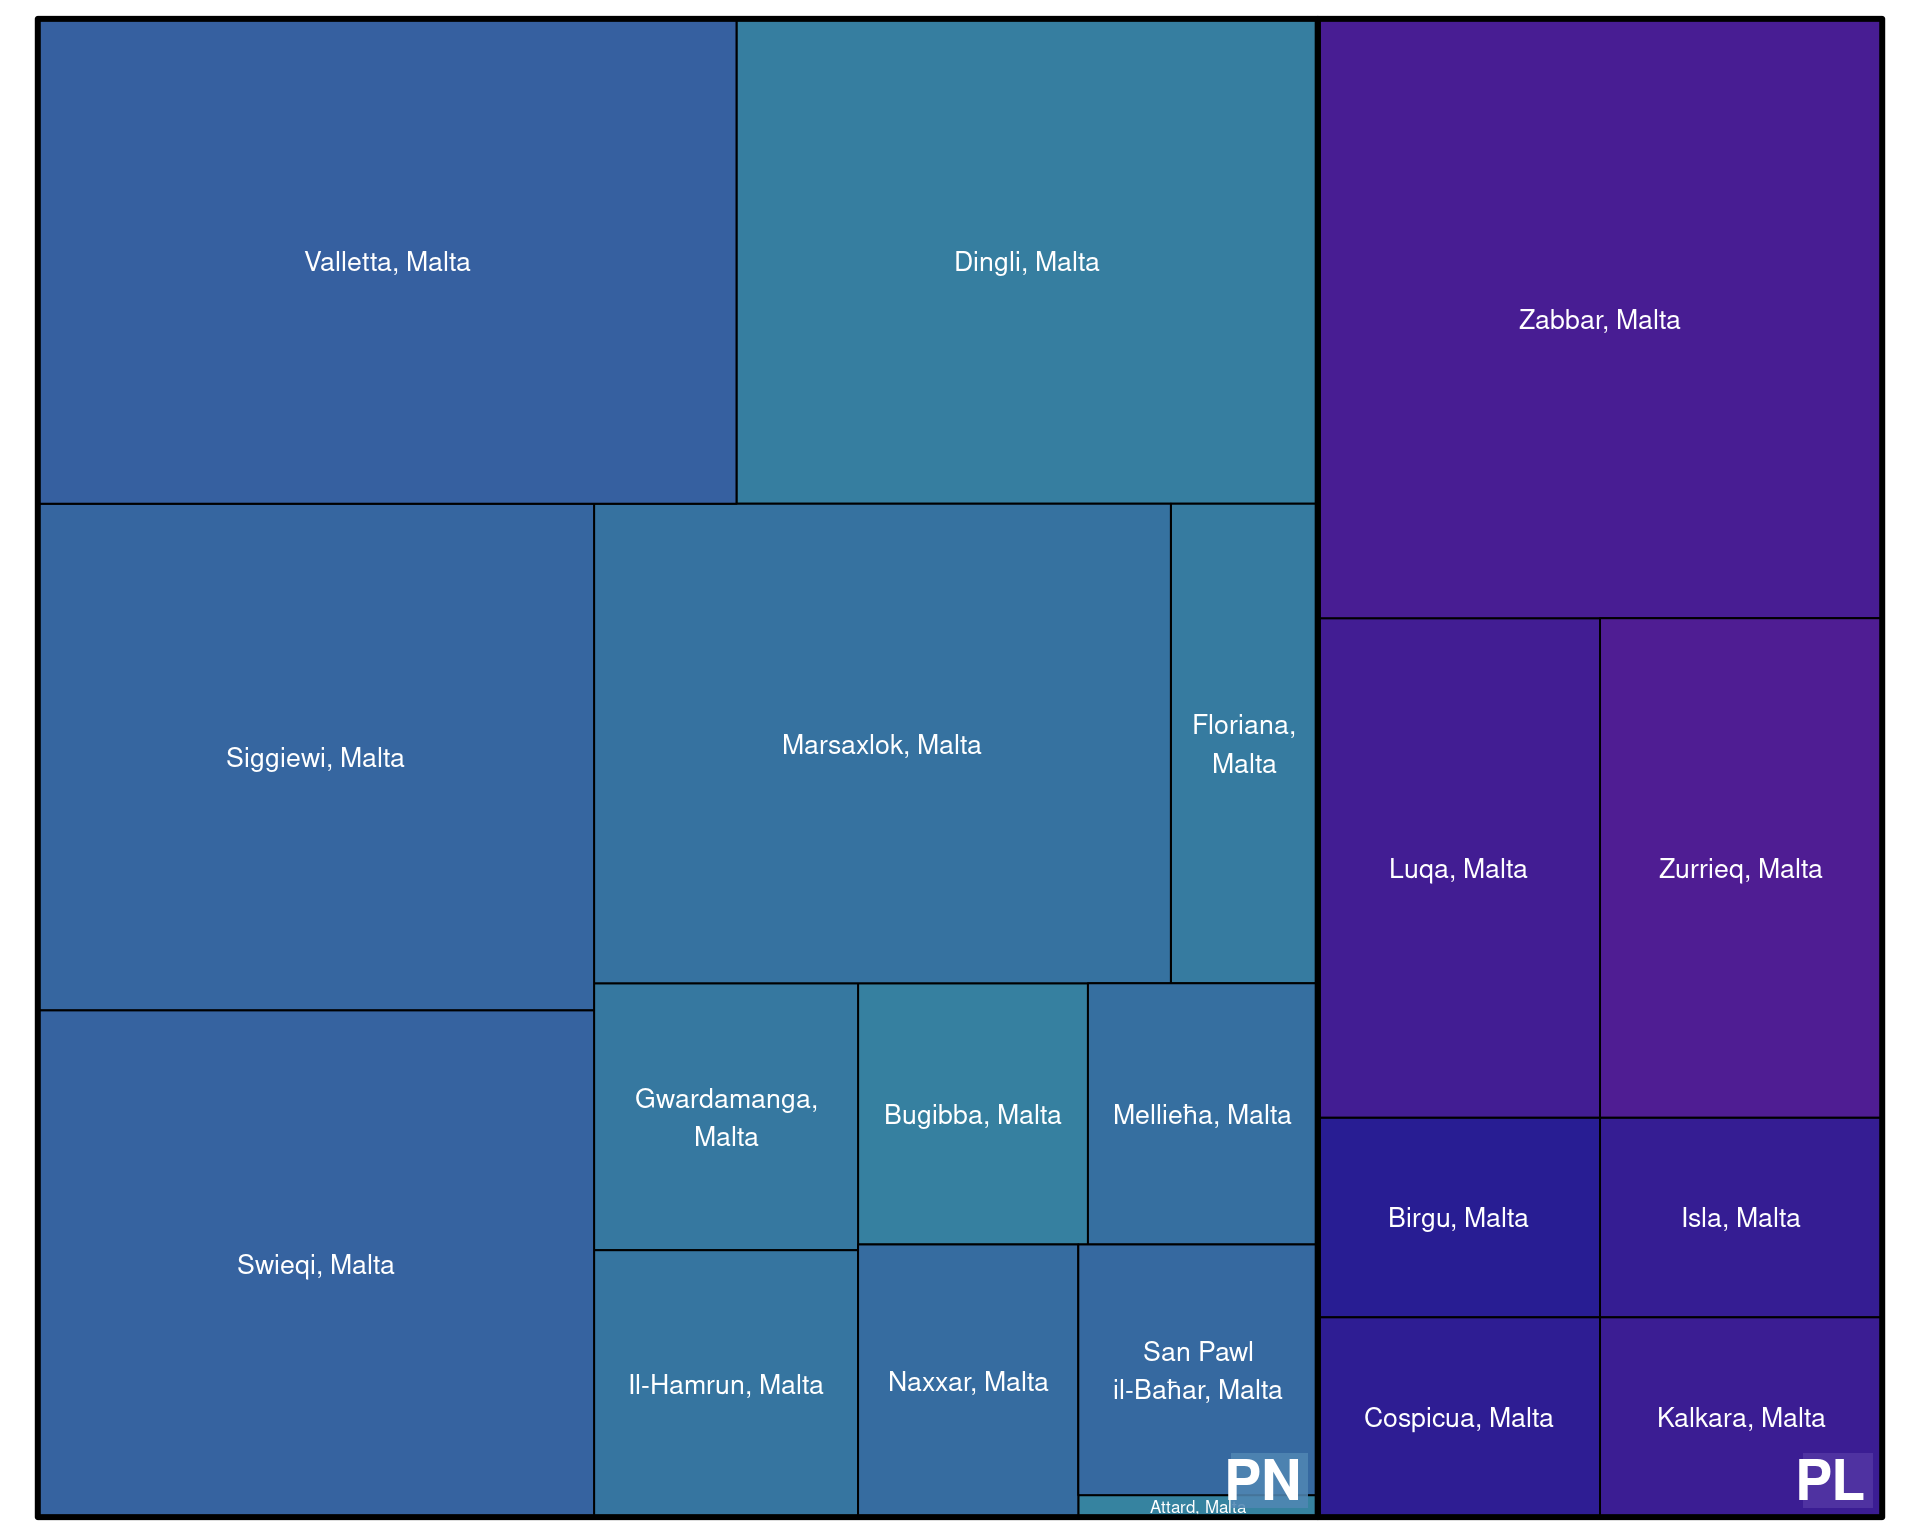 Valletta, Malta
Dingli, Malta
Zabbar, Malta
Siggiewi, Malta
Marsaxlok, Malta
Floriana,
Malta
Luqa, Malta
Zurrieq, Malta
Swieqi, Malta
Gwardamanga,
Malta
Bugibba, Malta
Mellieħa, Malta
Birgu, Malta
Isla, Malta
Il-Hamrun, Malta
Naxxar, Malta
San Pawl
il-Baħar, Malta
Cospicua, Malta
Kalkara, Malta
PN
PL
Attard, Malta